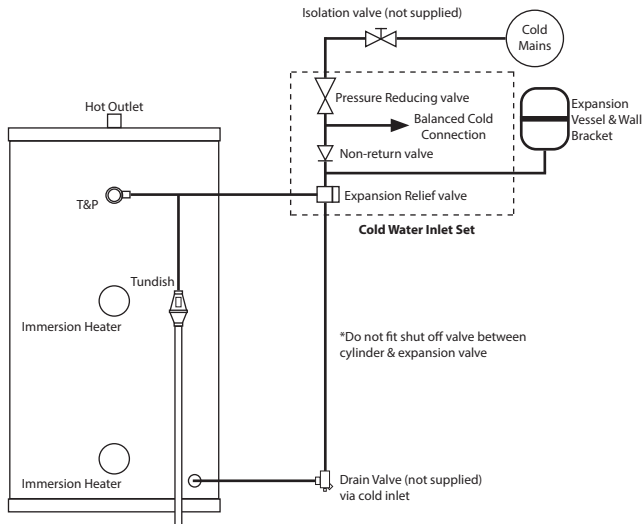 Isolation valve (not supplied)
Cold
Mains
Pressure Reducing valve
Hot Outlet
Balanced Cold
Connection
Expansion
Vessel & Wall
Bracket
Non-return valve
T&P
Expansion Relief valve
Cold Water Inlet Set
Tundish
Immersion Heater
*Do not fit shut off valve between
cylinder & expansion valve
Immersion Heater
Drain Valve (not supplied)
via cold inlet